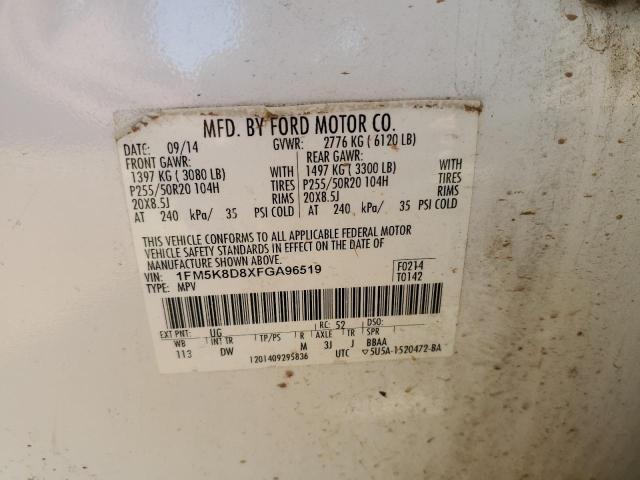 MFD. BY FORD MOTOR CO.
DATE: 09/14 GVWR: 2776 KG ( 6120 LB)
FRONT GAWR: REAR GAWR:
1397 KG ( 3080 LB) WITH 1497 KG ( 3300 LB) WITH
P255/50R20 104H TIRES P255/50R20 104H TIRES
20X8.5J RIMS 20X8.5J RIMS
AT 240 kPa/ 35 PSI COLD AT 240 kPa/ 35 PSI COLD
THIS VEHICLE CONFORMS TO ALL APPLICABLE FEDERAL MOTOR
VEHICLE SAFETY STANDARDS IN EFFECT ON THE DATE OF
MANUFACTURE SHOWN ABOVE.
VIN: 1FM5K8D8XFGA96519 F0214
TYPE: MPV T0142
EXT PNT: UG RC: 52 DSO:
WB INT TR TP/PS R AXLE TR SPR
113 DW M 3J J BBAA
1201409295836 UTC ▽5U5A-1520472-BA